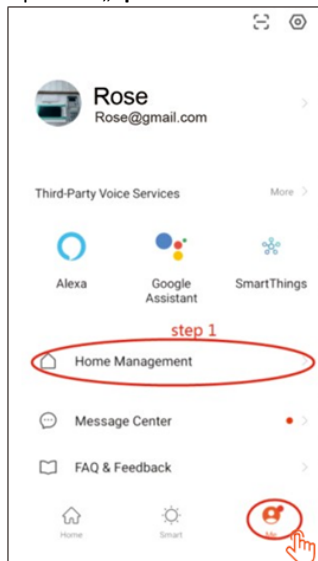 Rose
Rose@gmail.com
Third-Party Voice Services More
Alexa
Google
Assistant
SmartThings
step 1
Home Management
Message Center
FAQ & Feedback
Home Smart Me